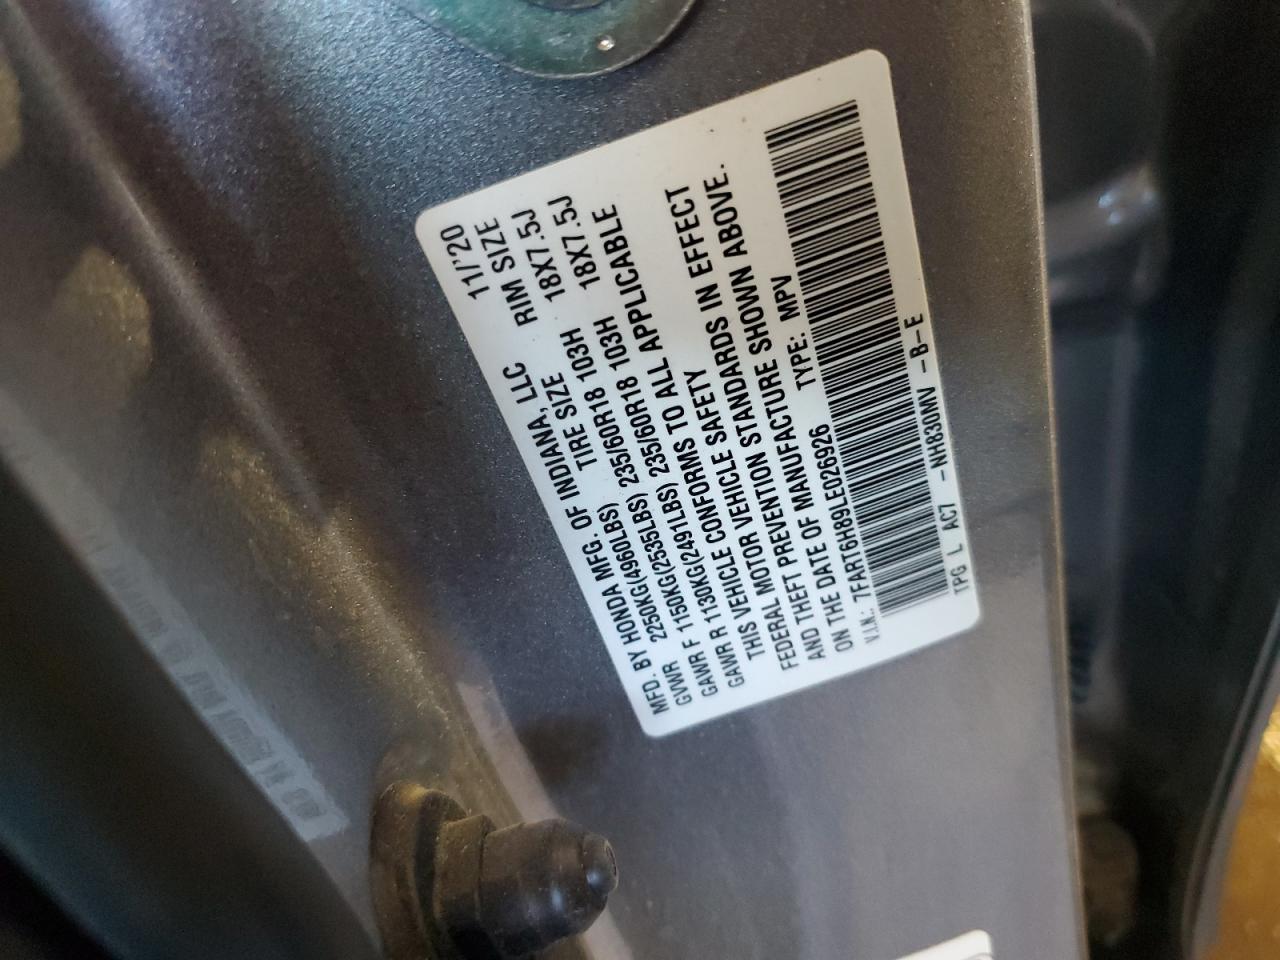 MFD. BY HONDA MFG. OF INDIANA, LLC 11/'20
GVWR 2250KG(4960LBS) TIRE SIZE RIM SIZE
GAWR F 1150KG(2535LBS) 235/60R18 103H 18X7.5J
GAWR R 1130KG(2491LBS) 235/60R18 103H 18X7.5J
THIS VEHICLE CONFORMS TO ALL APPLICABLE
FEDERAL MOTOR VEHICLE SAFETY
AND THEFT PREVENTION STANDARDS IN EFFECT
ON THE DATE OF MANUFACTURE SHOWN ABOVE.
V.I.N.: 7FART6H89LE026926 TYPE: MPV
TPG L AC7 -NH830MV -B-E